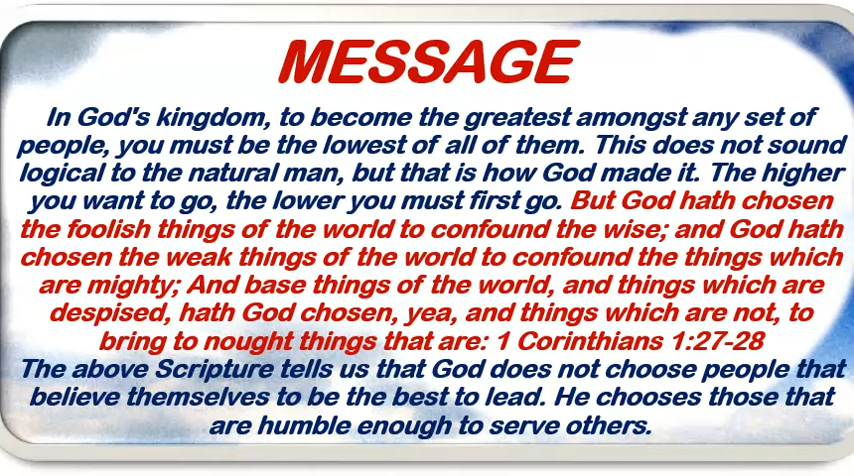 MESSAGE
In God's kingdom, to become the greatest amongst any set of
people, you must be the lowest of all of them. This does not sound
logical to the natural man, but that is how God made it. The higher
you want to go, the lower you must first go. But God hath chosen
the foolish things of the world to confound the wise; and God hath
chosen the weak things of the world to confound the things which
are mighty; And base things of the world, and things which are
despised, hath God chosen, yea, and things which are not, to
bring to nought things that are: 1 Corinthians 1:27-28
The above Scripture tells us that God does not choose people that
believe themselves to be the best to lead. He chooses those that
are humble enough to serve others.